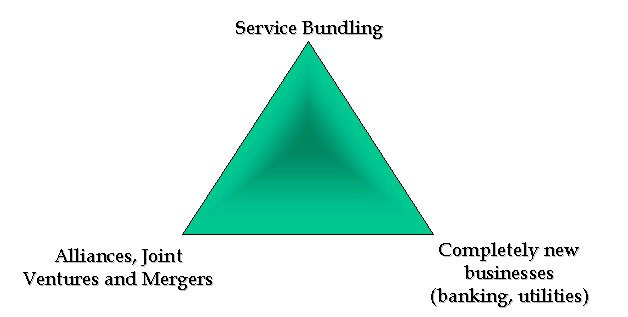 Service Bundling
Alliances, Joint
Ventures and Mergers
Completely new
businesses
(banking, utilities)